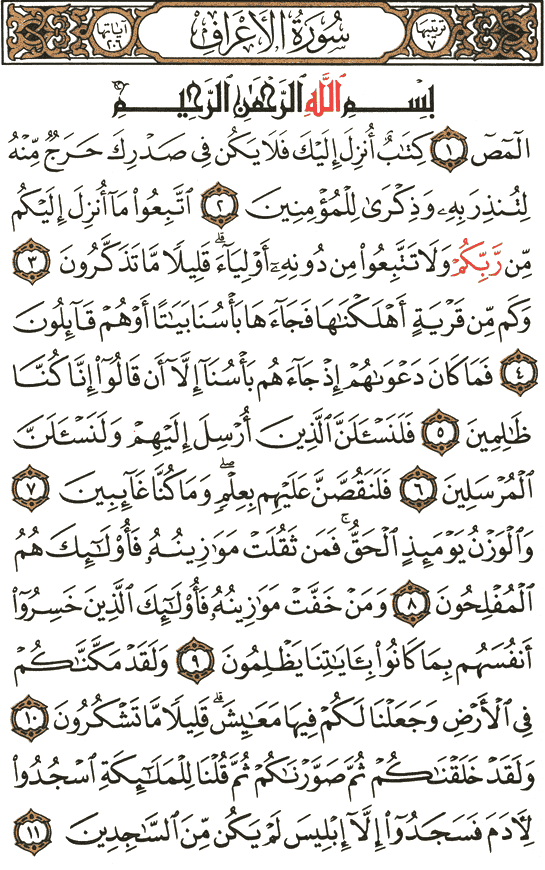 ترتيبها ٧ سُورَةُ الأَعْرَافِ آياتها ٢٠٦
بِسْمِ ٱللَّهِ ٱلرَّحْمَٰنِ ٱلرَّحِيمِ
الٓمٓصٓ ١ كِتَٰبٌ أُنزِلَ إِلَيْكَ فَلَا يَكُن فِى صَدْرِكَ حَرَجٌ مِّنْهُ
لِتُنذِرَ بِهِۦ وَذِكْرَىٰ لِلْمُؤْمِنِينَ ٢ ٱتَّبِعُوا۟ مَآ أُنزِلَ إِلَيْكُم
مِّن رَّبِّكُمْ وَلَا تَتَّبِعُوا۟ مِن دُونِهِۦٓ أَوْلِيَآءَ ۗ قَلِيلًا مَّا تَذَكَّرُونَ ٣
وَكَم مِّن قَرْيَةٍ أَهْلَكْنَٰهَا فَجَآءَهَا بَأْسُنَا بَيَٰتًا أَوْ هُمْ قَآئِلُونَ
٤ فَمَا كَانَ دَعْوَىٰهُمْ إِذْ جَآءَهُم بَأْسُنَآ إِلَّآ أَن قَالُوٓا۟ إِنَّا كُنَّا
ظَٰلِمِينَ ٥ فَلَنَسْـَٔلَنَّ ٱلَّذِينَ أُرْسِلَ إِلَيْهِمْ وَلَنَسْـَٔلَنَّ
ٱلْمُرْسَلِينَ ٦ فَلَنَقُصَّنَّ عَلَيْهِم بِعِلْمٍ ۖ وَمَا كُنَّا غَآئِبِينَ ٧
وَٱلْوَزْنُ يَوْمَئِذٍ ٱلْحَقُّ ۚ فَمَن ثَقُلَتْ مَوَٰزِينُهُۥ فَأُو۟لَٰٓئِكَ هُمُ
ٱلْمُفْلِحُونَ ٨ وَمَنْ خَفَّتْ مَوَٰزِينُهُۥ فَأُو۟لَٰٓئِكَ ٱلَّذِينَ خَسِرُوٓا۟
أَنفُسَهُم بِمَا كَانُوا۟ بِـَٔايَٰتِنَا يَظْلِمُونَ ٩ وَلَقَدْ مَكَّنَّٰكُمْ
فِى ٱلْأَرْضِ وَجَعَلْنَا لَكُمْ فِيهَا مَعَٰيِشَ ۗ قَلِيلًا مَّا تَشْكُرُونَ ١٠
وَلَقَدْ خَلَقْنَٰكُمْ ثُمَّ صَوَّرْنَٰكُمْ ثُمَّ قُلْنَا لِلْمَلَٰٓئِكَةِ ٱسْجُدُوا۟
لِـَٔادَمَ فَسَجَدُوٓا۟ إِلَّآ إِبْلِيسَ لَمْ يَكُن مِّنَ ٱلسَّٰجِدِينَ ١١